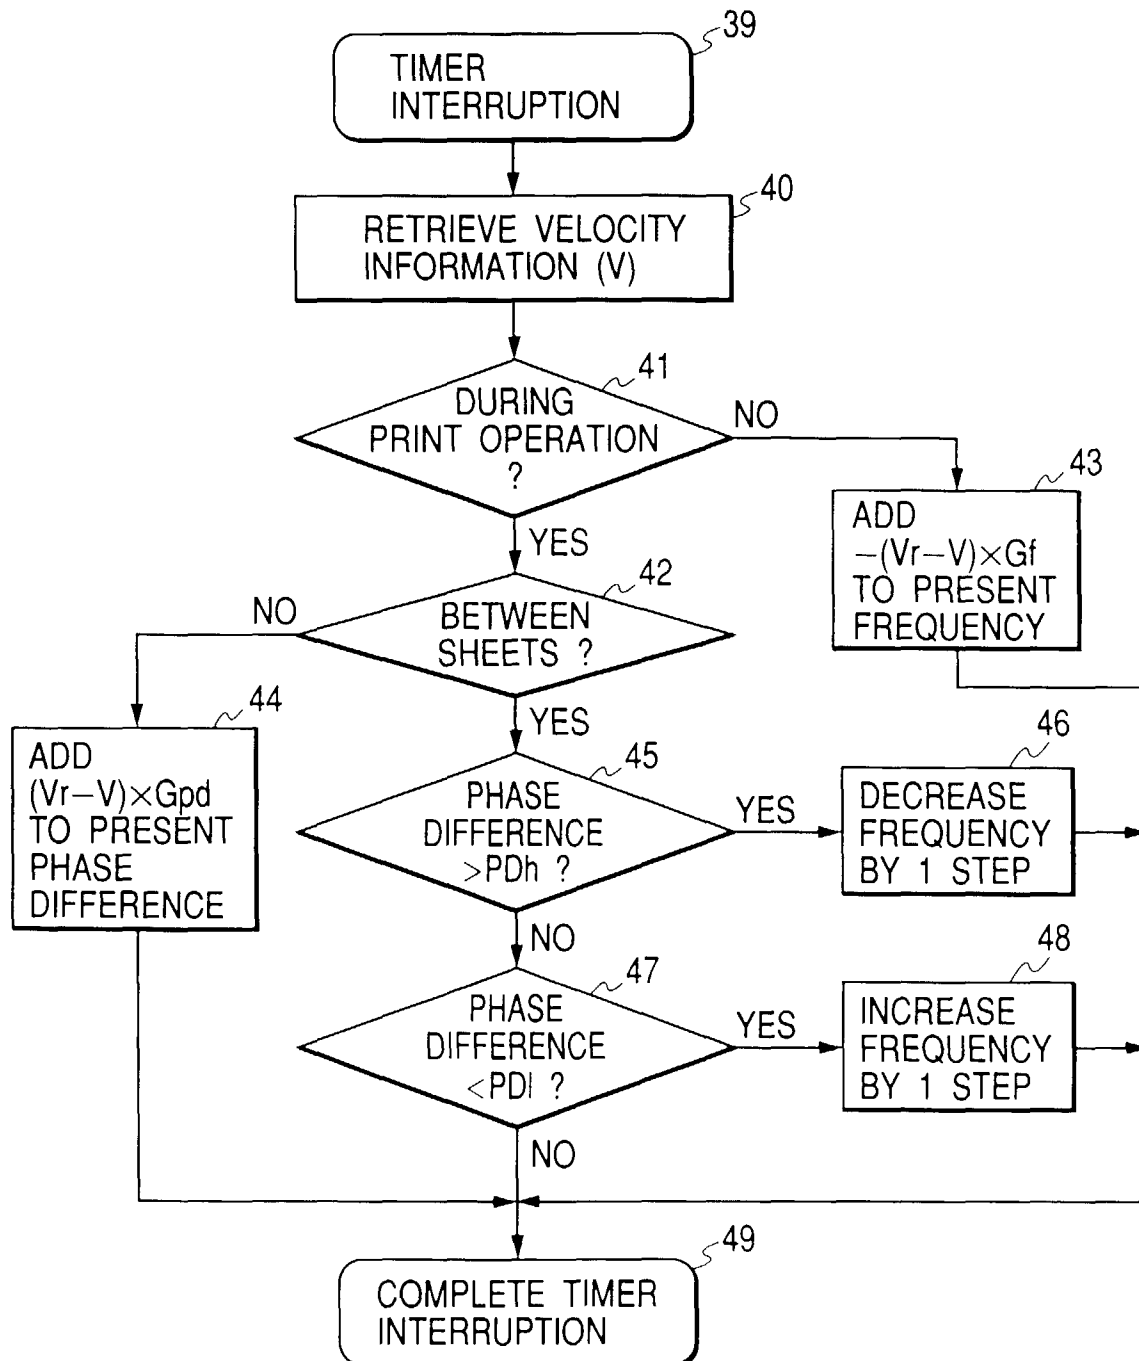 39
TIMER
INTERRUPTION
40
RETRIEVE VELOCITY
INFORMATION (V)
41
DURING
PRINT OPERATION
?
NO
YES
43
ADD
−(Vr−V)×Gf
TO PRESENT
FREQUENCY
42
BETWEEN
SHEETS ?
NO
YES
44
ADD
(Vr−V)×Gpd
TO PRESENT
PHASE
DIFFERENCE
45
PHASE
DIFFERENCE
>PDh ?
YES
NO
46
DECREASE
FREQUENCY
BY 1 STEP
47
PHASE
DIFFERENCE
<PDl ?
YES
NO
48
INCREASE
FREQUENCY
BY 1 STEP
49
COMPLETE TIMER
INTERRUPTION